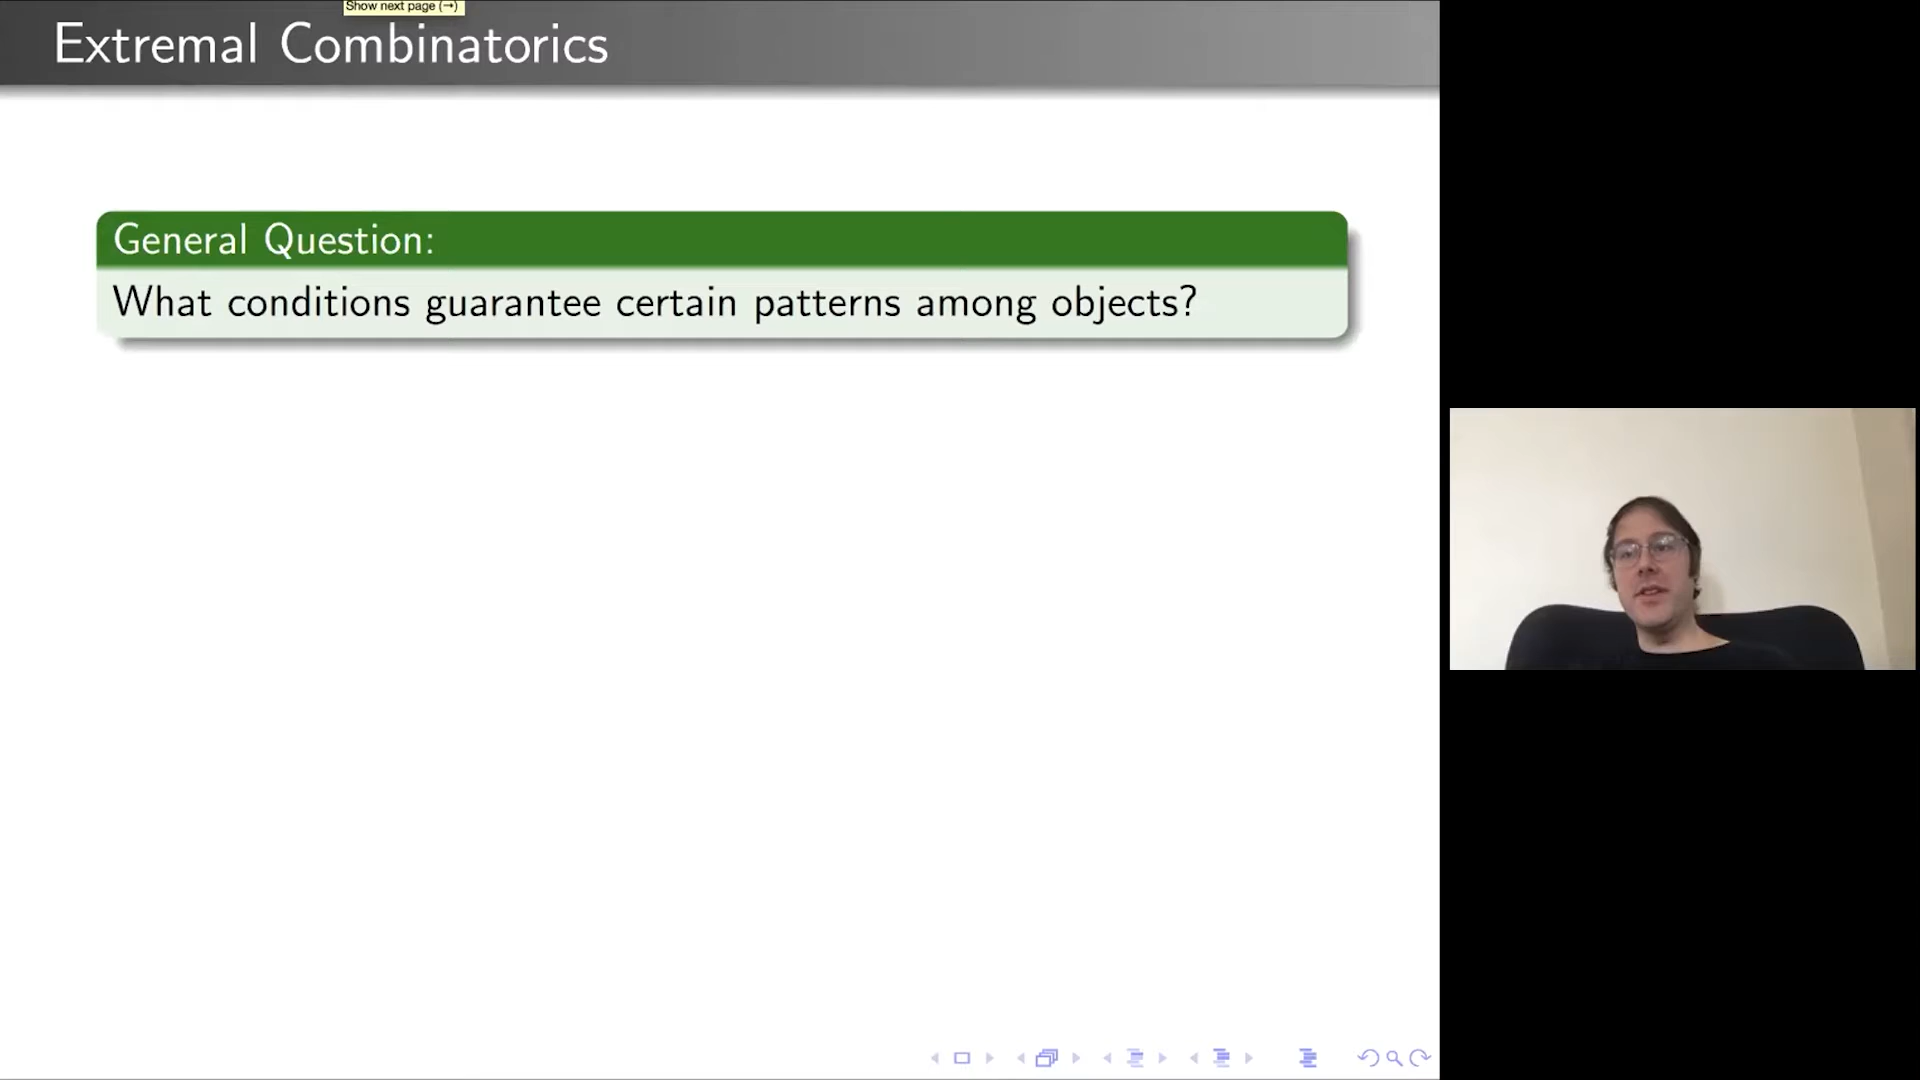 Show next page (→)
Extremal Combinatorics
General Question:
What conditions guarantee certain patterns among objects?